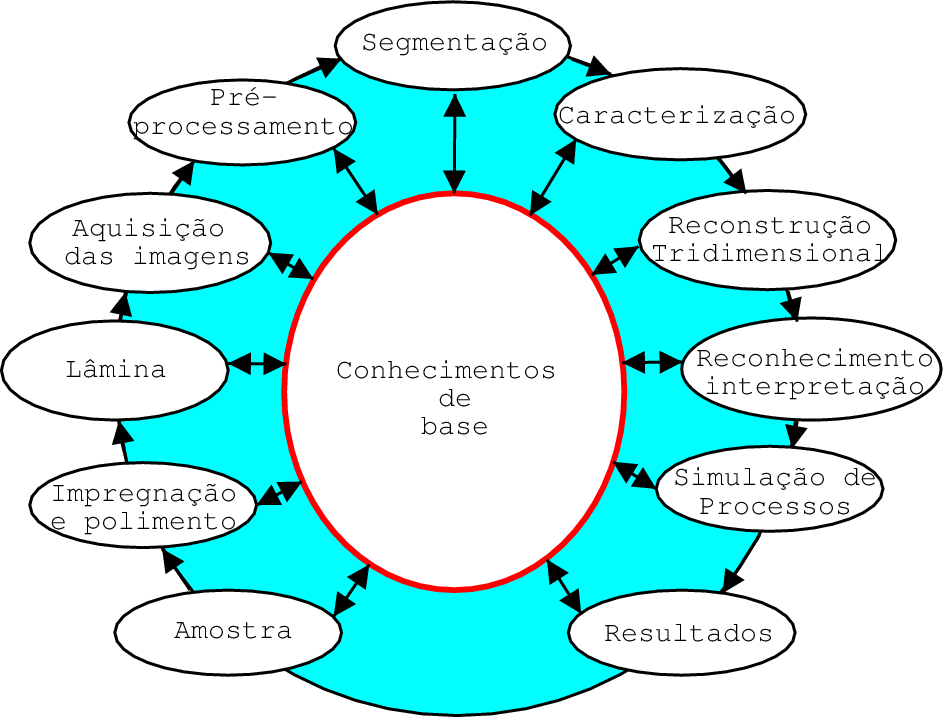 Segmentação
Pré-
processamento
Caracterização
Aquisição
das imagens
Reconstrução
Tridimensional
Lâmina
Conhecimentos
de
base
Reconhecimento
interpretação
Impregnação
e polimento
Simulação de
Processos
Amostra
Resultados